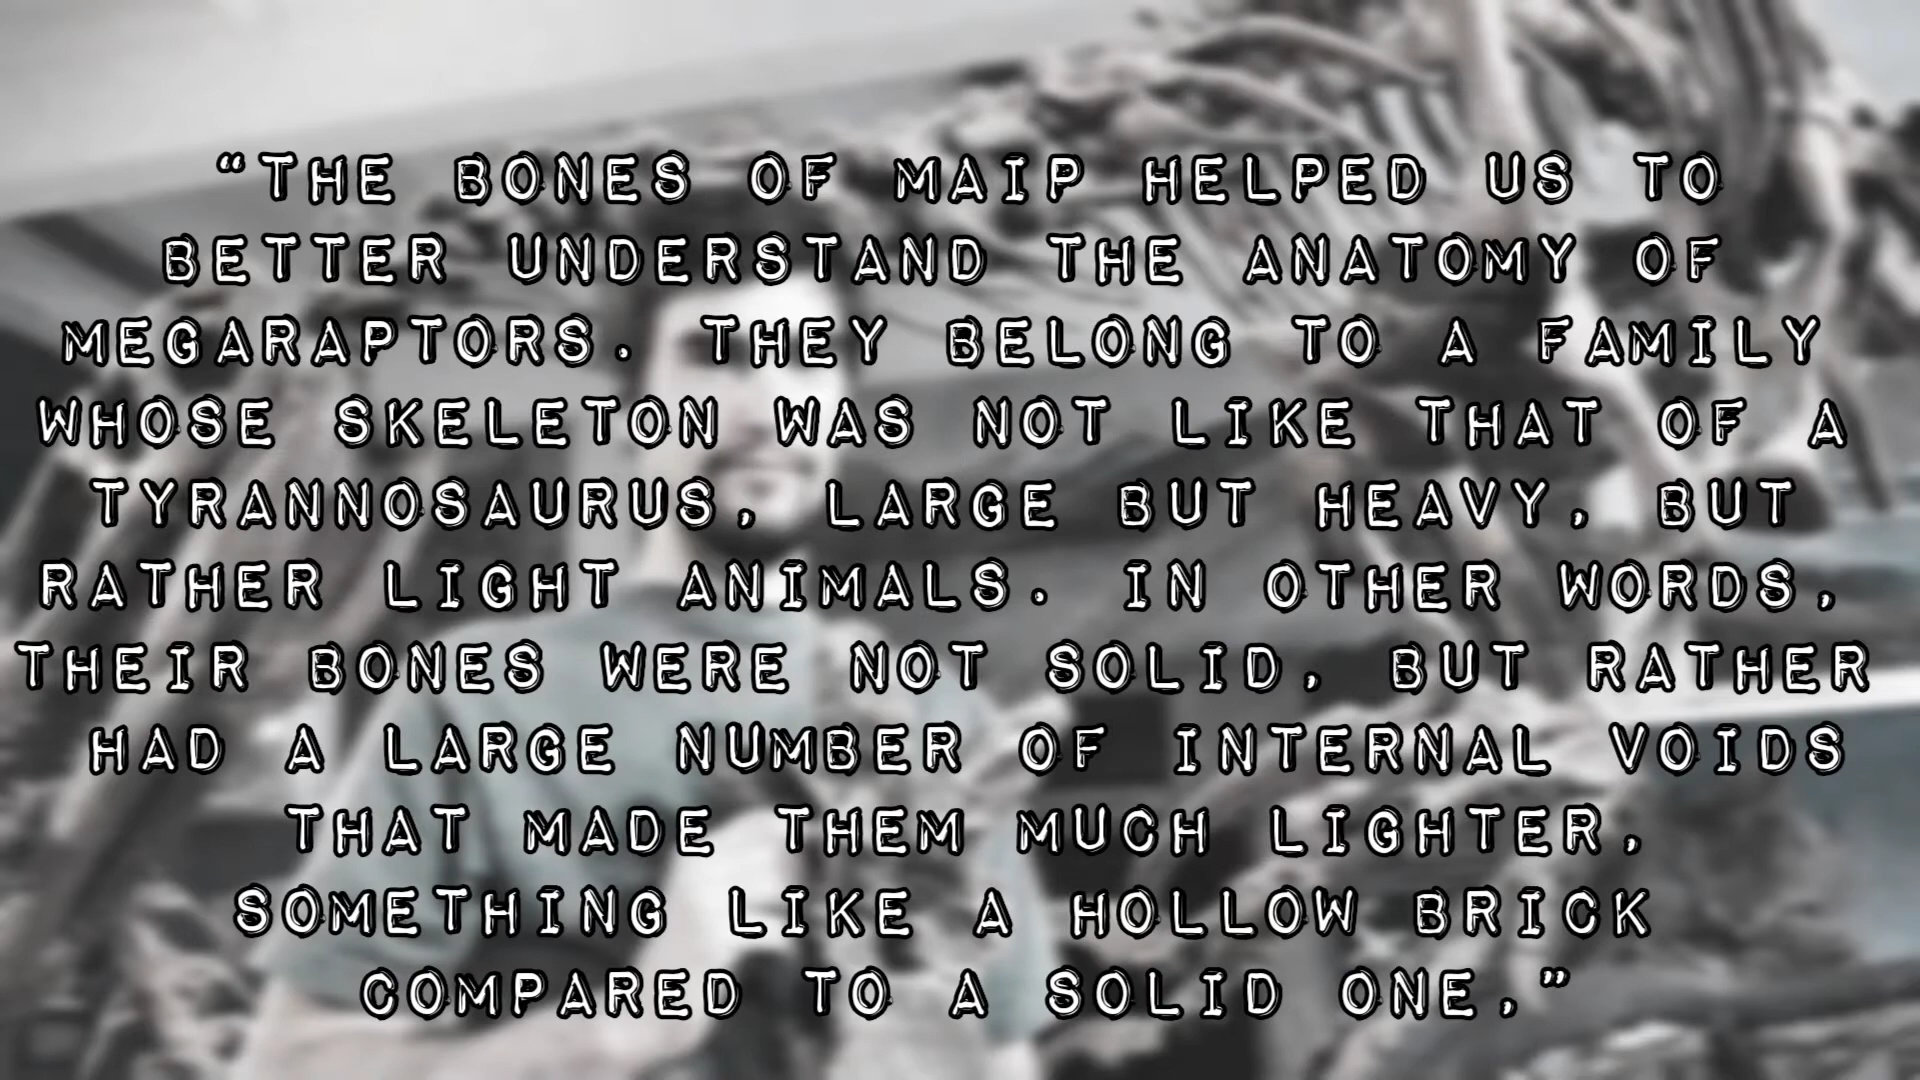 “THE BONES OF MAIP HELPED US TO
BETTER UNDERSTAND THE ANATOMY OF
MEGARAPTORS. THEY BELONG TO A FAMILY
WHOSE SKELETON WAS NOT LIKE THAT OF A
TYRANNOSAURUS, LARGE BUT HEAVY, BUT
RATHER LIGHT ANIMALS. IN OTHER WORDS,
THEIR BONES WERE NOT SOLID, BUT RATHER
HAD A LARGE NUMBER OF INTERNAL VOIDS
THAT MADE THEM MUCH LIGHTER,
SOMETHING LIKE A HOLLOW BRICK
COMPARED TO A SOLID ONE,”